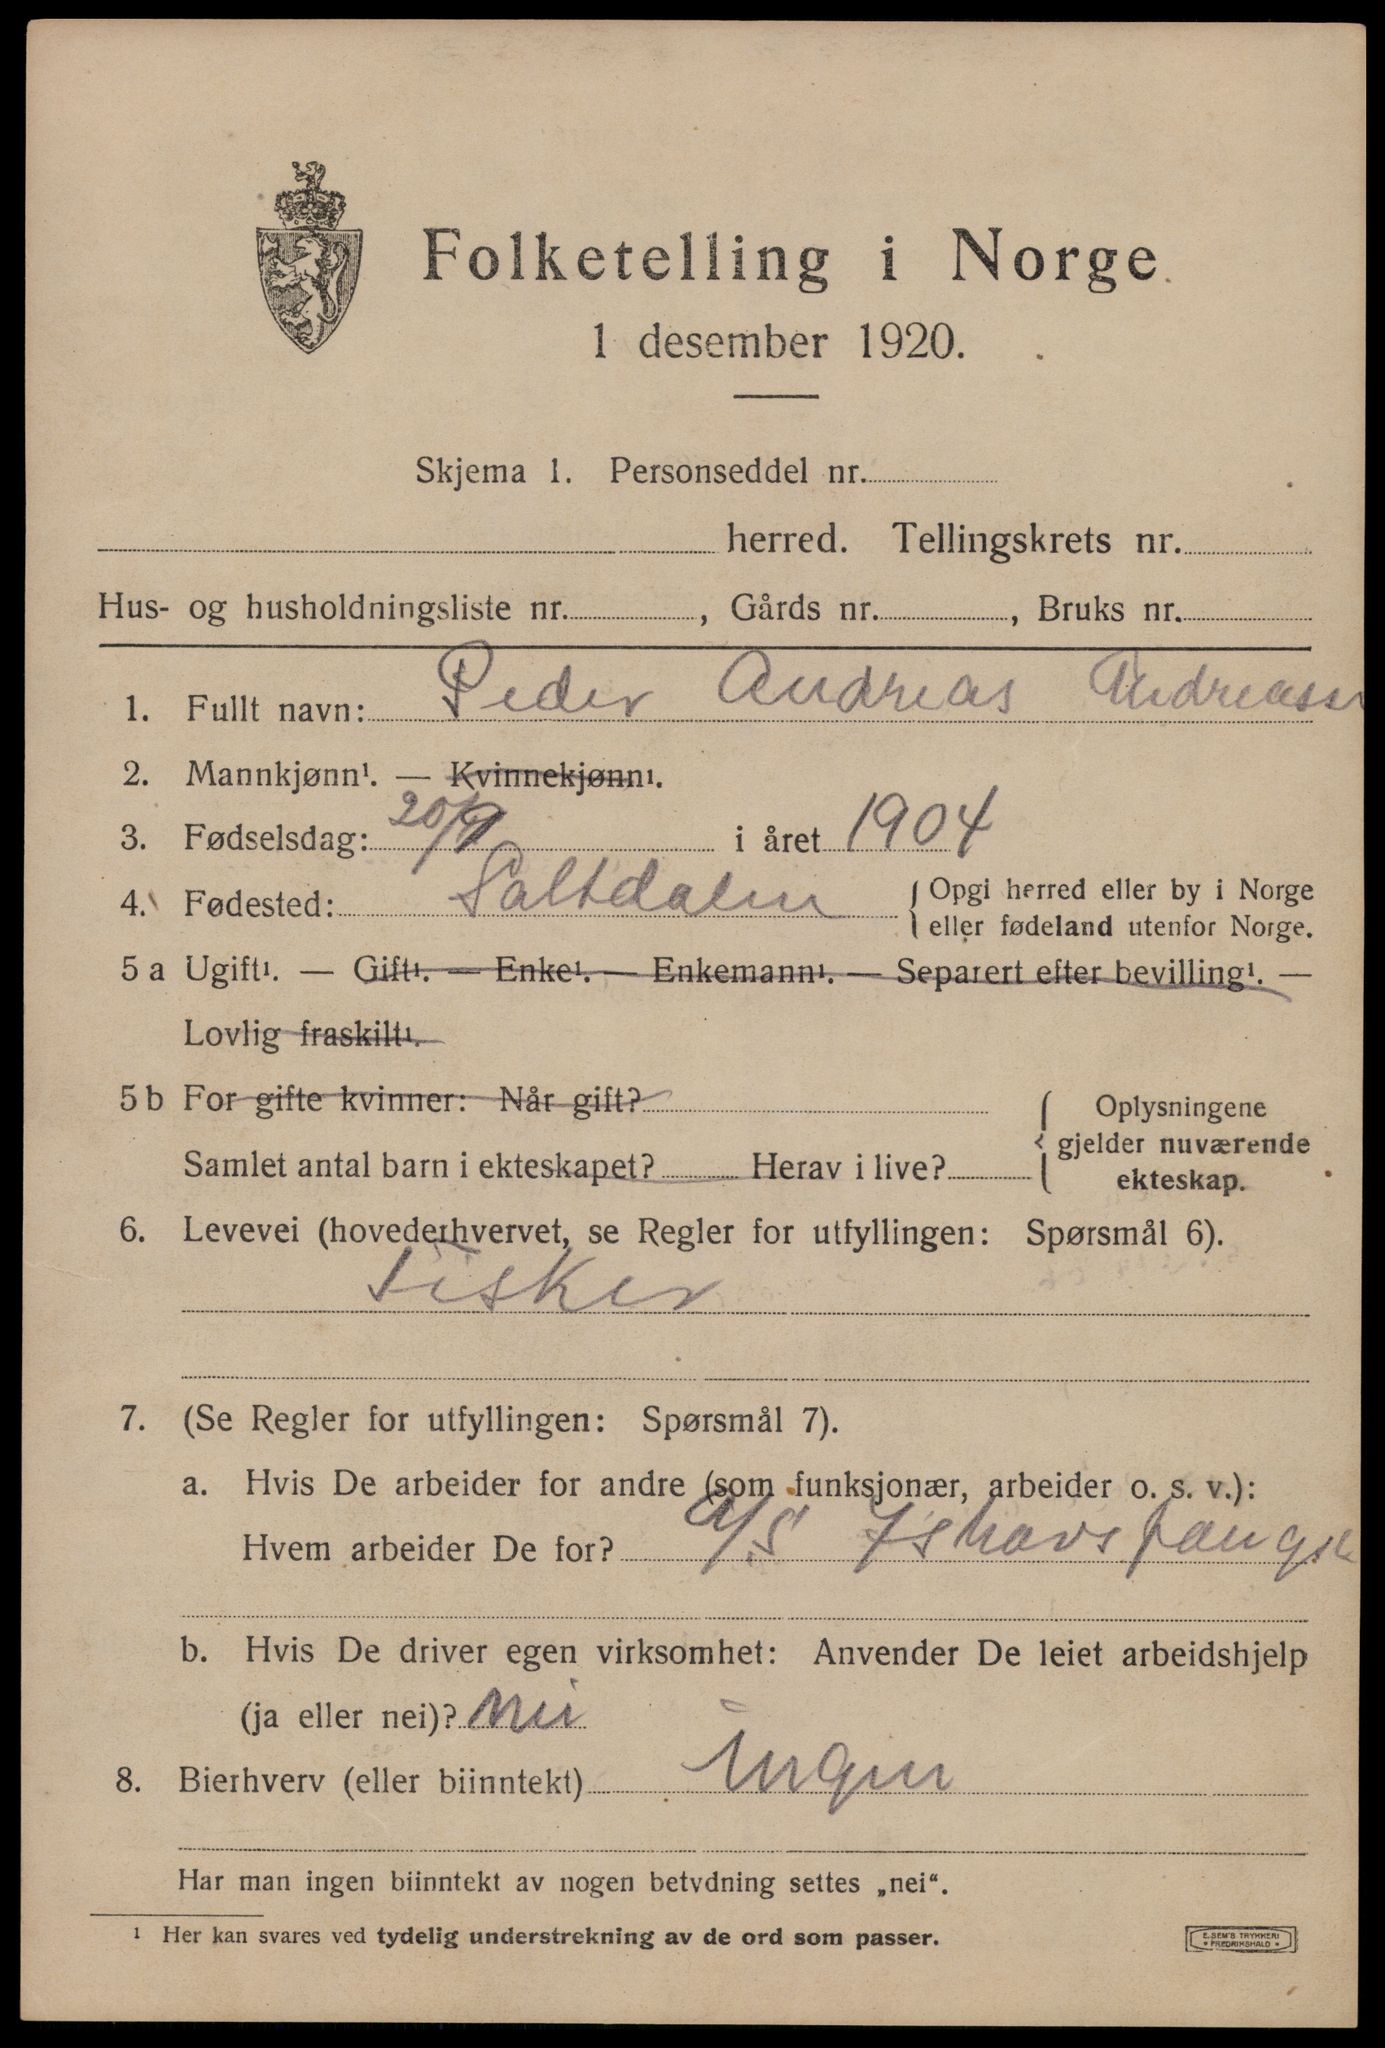 Folketelling i Norge
1 desember 1920.
Skjema 1. Personseddel nr.
herred. Tellingskrets nr.
Hus- og husholdningsliste nr. , Gårds nr. , Bruks nr.
1. Fullt navn: Peder Andreas Andreassen
2. Mannkjønn¹. — Kvinnekjønn¹.
3. Fødselsdag: 20/9 i året 1904
4. Fødested: Saltdalen { Opgi herred eller by i Norge
eller fødeland utenfor Norge.
5 a Ugift¹. — Gift¹. — Enke¹. — Enkemann¹. — Separert efter bevilling¹. —
Lovlig fraskilt¹.
5 b For gifte kvinner: Når gift?
Samlet antal barn i ekteskapet? Herav i live?
{ Oplysningene
gjelder nuværende
ekteskap.
6. Levevei (hovederhvervet, se Regler for utfyllingen: Spørsmål 6).
Fisker
7. (Se Regler for utfyllingen: Spørsmål 7).
a. Hvis De arbeider for andre (som funksjonær, arbeider o. s. v.):
Hvem arbeider De for? A/S Ishavsfangst
b. Hvis De driver egen virksomhet: Anvender De leiet arbeidshjelp
(ja eller nei)? nei
8. Bierhverv (eller biinntekt) Ingen
Har man ingen biinntekt av nogen betydning settes „nei“.
¹ Her kan svares ved tydelig understrekning av de ord som passer.
E. SEM'S TRYKKERI
• FREDRIKSHALD •